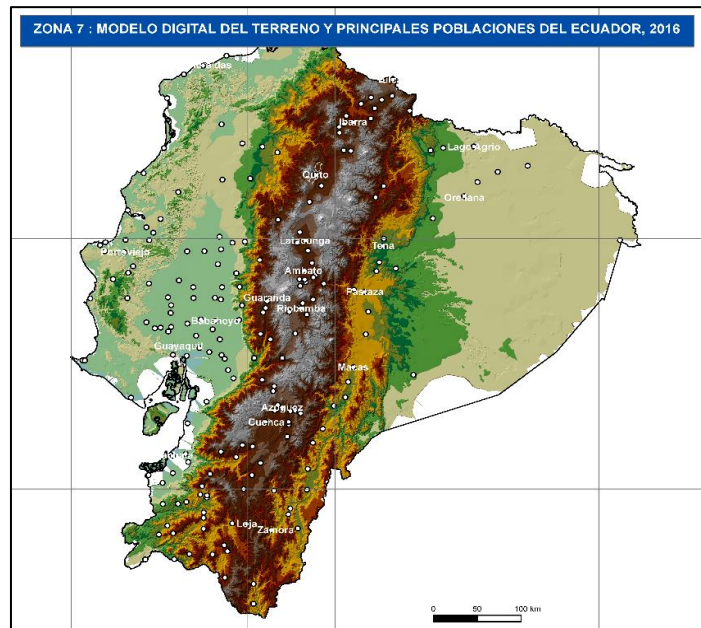 ZONA 7 : MODELO DIGITAL DEL TERRENO Y PRINCIPALES POBLACIONES DEL ECUADOR, 2016
Ibarra
Lago Agrio
Quito
Orellana
Latacunga
Tena
Portoviejo
Ambato
Pastaza
Guaranda
Riobamba
Babahoyo
Guayaquil
Macas
Azoguez
Cuenca
Loja
Zamora
0 50 100 km